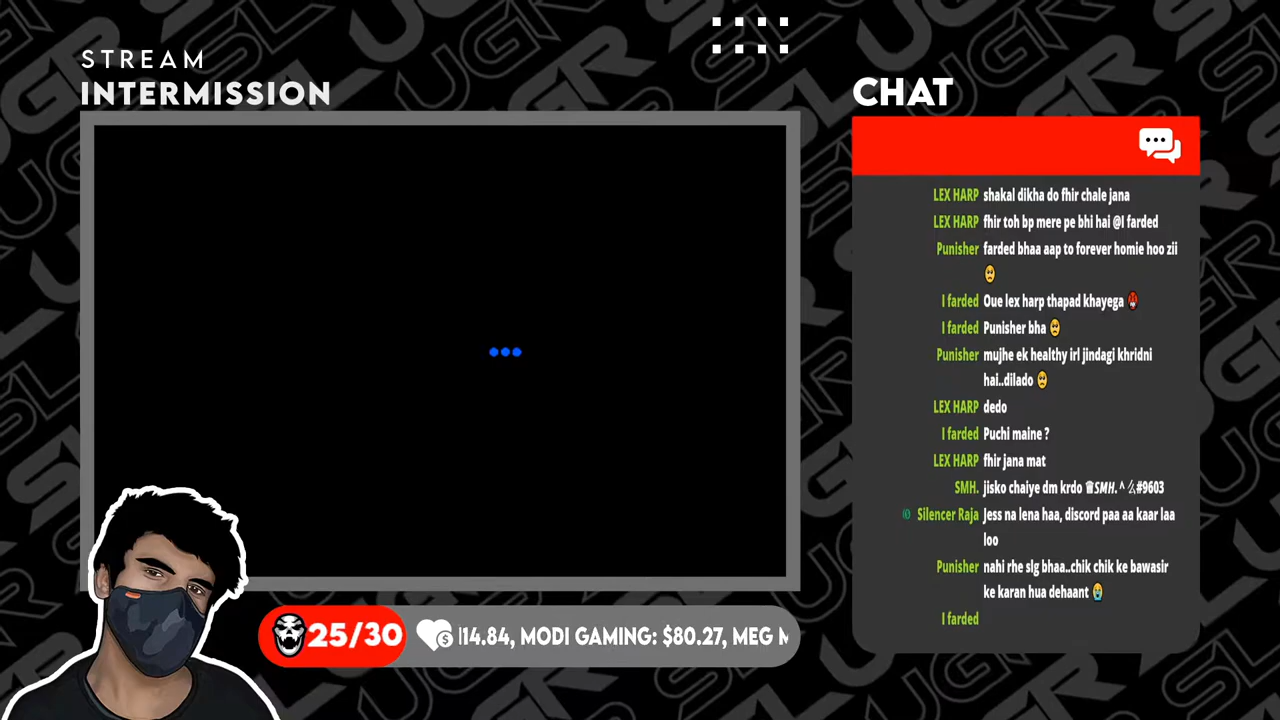 STREAM
INTERMISSION
CHAT
LEX HARP shakal dikha do fhir chale jana
LEX HARP fhir toh bp mere pe bhi hai @I farded
Punisher farded bhaa aap to forever homie hoo zii
🥺
I farded Oue lex harp thapad khayega 👹
I farded Punisher bha 🥺
Punisher mujhe ek healthy irl jindagi khridni
hai..dilado 🥺
LEX HARP dedo
I farded Puchi maine ?
LEX HARP fhir jana mat
SMH. jisko chaiye dm krdo ♛SMH.^ #9603
Silencer Raja Jess na lena haa, discord paa aa kaar laa
loo
Punisher nahi rhe slg bhaa..chik chik ke bawasir
ke karan hua dehaant 😭
I farded
25/30 114.84, MODI GAMING: $80.27, MEG